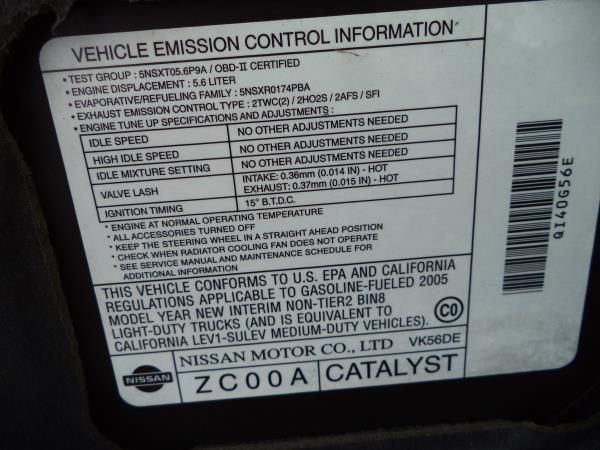 VEHICLE EMISSION CONTROL INFORMATION
• TEST GROUP : 5NSXT05.6P9A / OBD-II CERTIFIED
• ENGINE DISPLACEMENT : 5.6 LITER
• EVAPORATIVE/REFUELING FAMILY : 5NSXR0174PBA
• EXHAUST EMISSION CONTROL TYPE : 2TWC(2) / 2HO2S / 2AFS / SFI
• ENGINE TUNE UP SPECIFICATIONS AND ADJUSTMENTS :
IDLE SPEED NO OTHER ADJUSTMENTS NEEDED
HIGH IDLE SPEED NO OTHER ADJUSTMENTS NEEDED
IDLE MIXTURE SETTING NO OTHER ADJUSTMENTS NEEDED
VALVE LASH INTAKE: 0.36mm (0.014 IN) - HOT
EXHAUST: 0.37mm (0.015 IN) - HOT
IGNITION TIMING 15° B.T.D.C.
* ENGINE AT NORMAL OPERATING TEMPERATURE
* ALL ACCESSORIES TURNED OFF
* KEEP THE STEERING WHEEL IN A STRAIGHT AHEAD POSITION
* CHECK WHEN RADIATOR COOLING FAN DOES NOT OPERATE
* SEE SERVICE MANUAL AND MAINTENANCE SCHEDULE FOR
ADDITIONAL INFORMATION
THIS VEHICLE CONFORMS TO U.S. EPA AND CALIFORNIA
REGULATIONS APPLICABLE TO GASOLINE-FUELED 2005
MODEL YEAR NEW INTERIM NON-TIER2 BIN8
LIGHT-DUTY TRUCKS (AND IS EQUIVALENT TO
CALIFORNIA LEV1-SULEV MEDIUM-DUTY VEHICLES)
CO
NISSAN
NISSAN MOTOR CO., LTD VK56DE
ZC00A CATALYST
QI40G56E